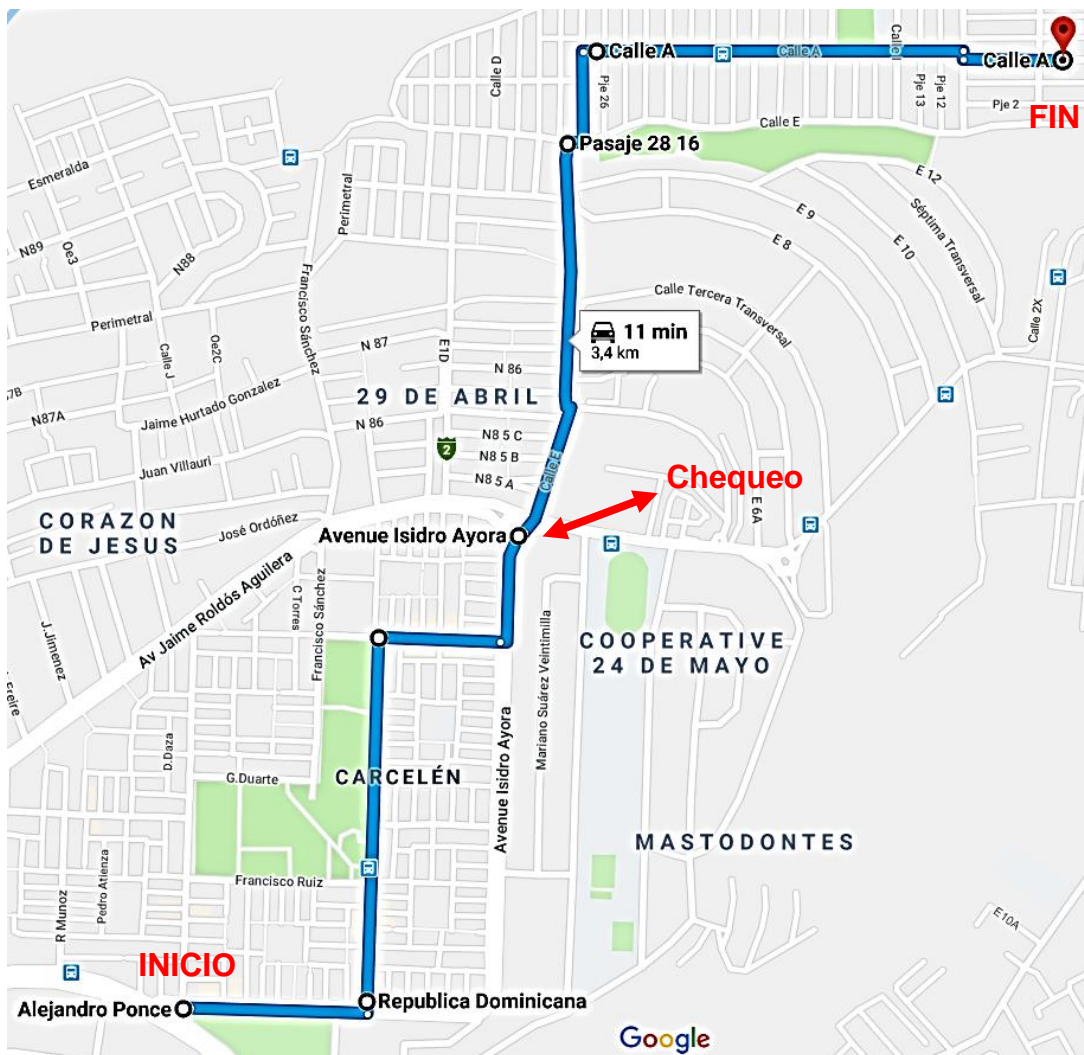 Calle A
Calle A
Calle A
FIN
Calle D
Pje 26
Calle I
Pje 13
Pje 12
Pje 2
Calle E
Pasaje 28 16
Esmeralda
Oe3
N89
N88
Perimetral
Francisco Sánchez
E 12
E 9
E 8
E 10
Séptima Transversal
Calle 2X
Calle Tercera Transversal
Perimetral
Calle J
Oe2C
N 87
E1D
11 min
3,4 km
N 86
29 DE ABRIL
Jaime Hurtado Gonzalez
N87A
7B
N 86
Juan Villauri
N8 5 C
N8 5 B
N8 5 A
2
Calle E
Chequeo
E 6A
CORAZON
DE JESUS
José Ordóñez
Avenue Isidro Ayora
Av Jaime Roldós Aguilera
C Torres
Francisco Sánchez
J.Jimenez
Freire
Mariano Suárez Veintimilla
COOPERATIVE
24 DE MAYO
D.Daza
Avenue Isidro Ayora
G.Duarte
CARCELÉN
MASTODONTES
Francisco Ruiz
Pedro Atienza
R Munoz
E10A
INICIO
Alejandro Ponce
Republica Dominicana
Google